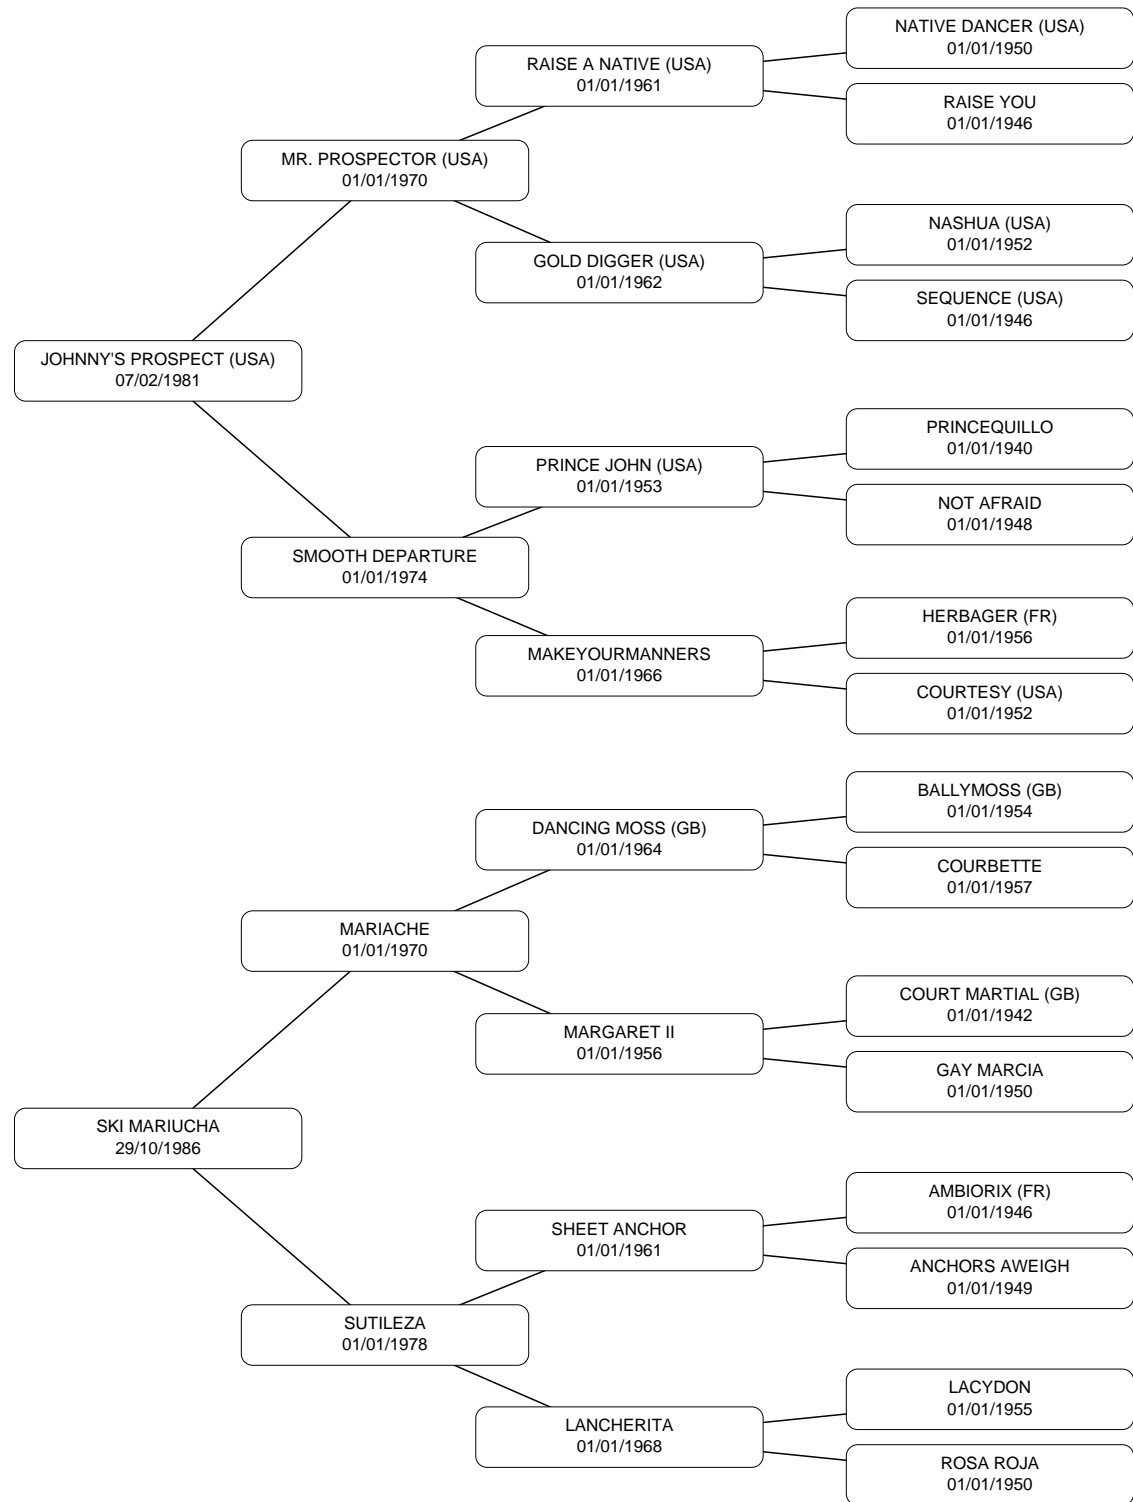 NATIVE DANCER (USA)
01/01/1950
RAISE A NATIVE (USA)
01/01/1961
RAISE YOU
01/01/1946
MR. PROSPECTOR (USA)
01/01/1970
NASHUA (USA)
01/01/1952
GOLD DIGGER (USA)
01/01/1962
SEQUENCE (USA)
01/01/1946
JOHNNY'S PROSPECT (USA)
07/02/1981
PRINCEQUILLO
01/01/1940
PRINCE JOHN (USA)
01/01/1953
NOT AFRAID
01/01/1948
SMOOTH DEPARTURE
01/01/1974
HERBAGER (FR)
01/01/1956
MAKEYOURMANNERS
01/01/1966
COURTESY (USA)
01/01/1952
BALLYMOSS (GB)
01/01/1954
DANCING MOSS (GB)
01/01/1964
COURBETTE
01/01/1957
MARIACHE
01/01/1970
COURT MARTIAL (GB)
01/01/1942
MARGARET II
01/01/1956
GAY MARCIA
01/01/1950
SKI MARIUCHA
29/10/1986
AMBIORIX (FR)
01/01/1946
SHEET ANCHOR
01/01/1961
ANCHORS AWEIGH
01/01/1949
SUTILEZA
01/01/1978
LACYDON
01/01/1955
LANCHERITA
01/01/1968
ROSA ROJA
01/01/1950